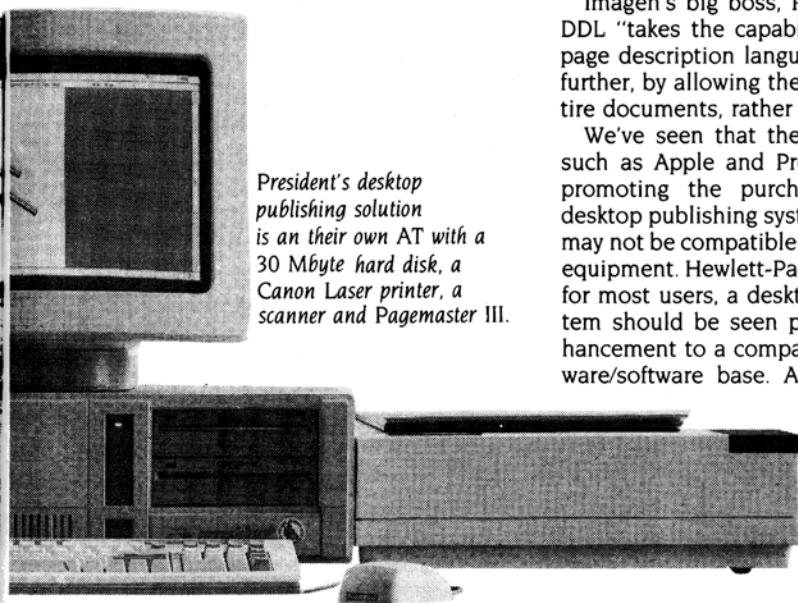 President's desktop
publishing solution
is an their own AT with a
30 Mbyte hard disk, a
Canon Laser printer, a
scanner and Pagemaster III.
Imagen's big boss,
DDL “takes the capabi
page description langu
further, by allowing the
tire documents, rather
We've seen that the
such as Apple and Pr
promoting the purch
desktop publishing syst
may not be compatible
equipment. Hewlett-Pa
for most users, a deskt
tem should be seen p
hancement to a compa
ware/software base. A